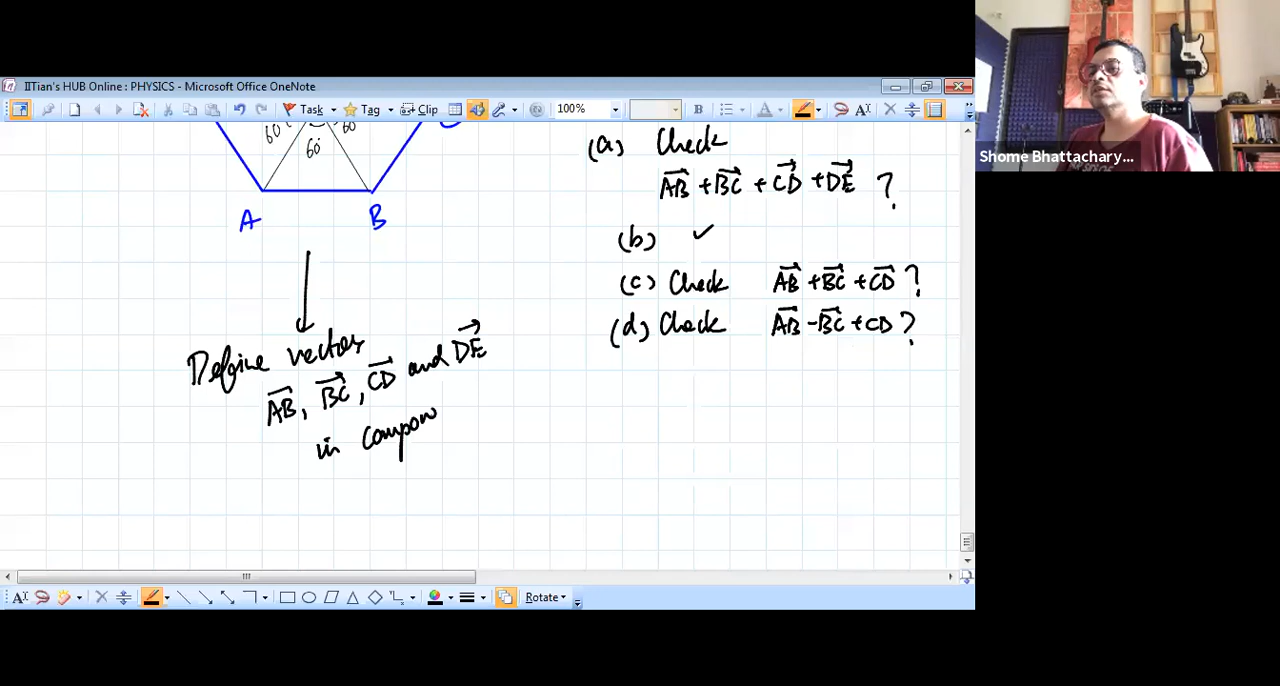 IITian's HUB Online : PHYSICS - Microsoft Office OneNote
Task Tag Clip 100% B A
60° 60
60°
A B
Define vectors
AB, BC, CD and DE
in compon
(a) Check
AB + BC + CD + DE ?
(b) ✓
(c) Check AB + BC + CD ?
(d) Check AB - BC + CD ?
Rotate
Shome Bhattachary...